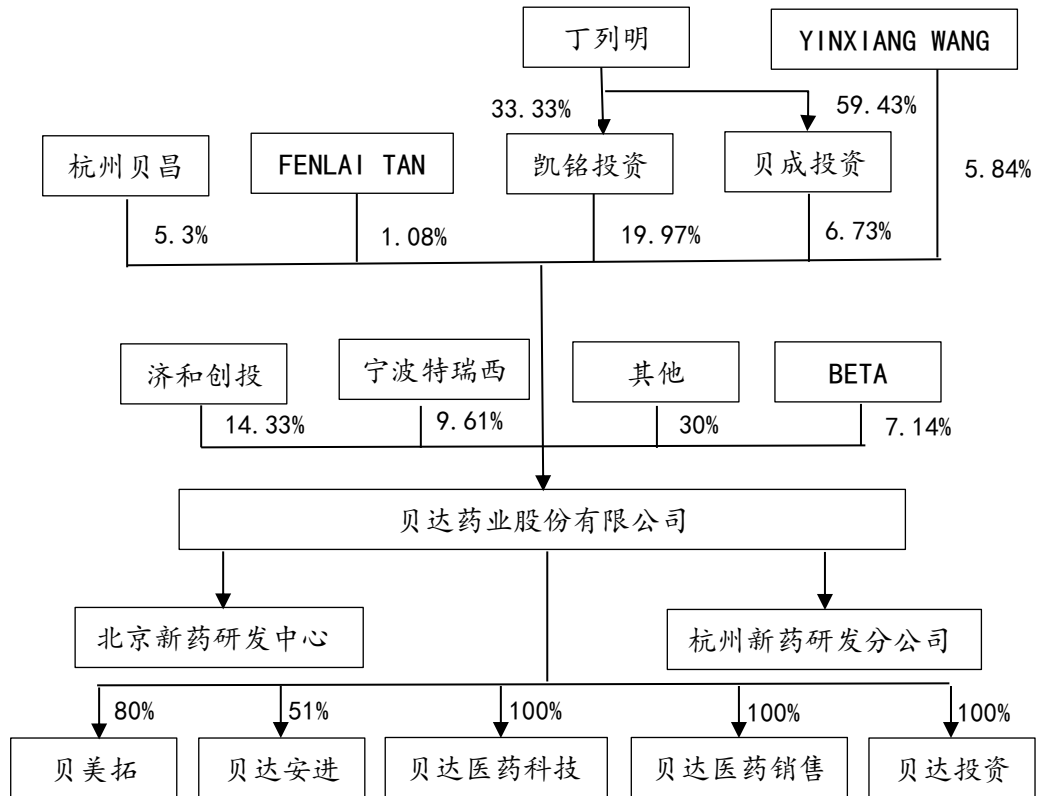 丁列明
YINXIANG WANG
33.33%
59.43%
杭州贝昌
FENLAI TAN
凯铭投资
贝成投资
5.84%
5.3%
1.08%
19.97%
6.73%
济和创投
宁波特瑞西
其他
BETA
14.33%
9.61%
30%
7.14%
贝达药业股份有限公司
北京新药研发中心
杭州新药研发分公司
80%
51%
100%
100%
100%
贝美拓
贝达安进
贝达医药科技
贝达医药销售
贝达投资